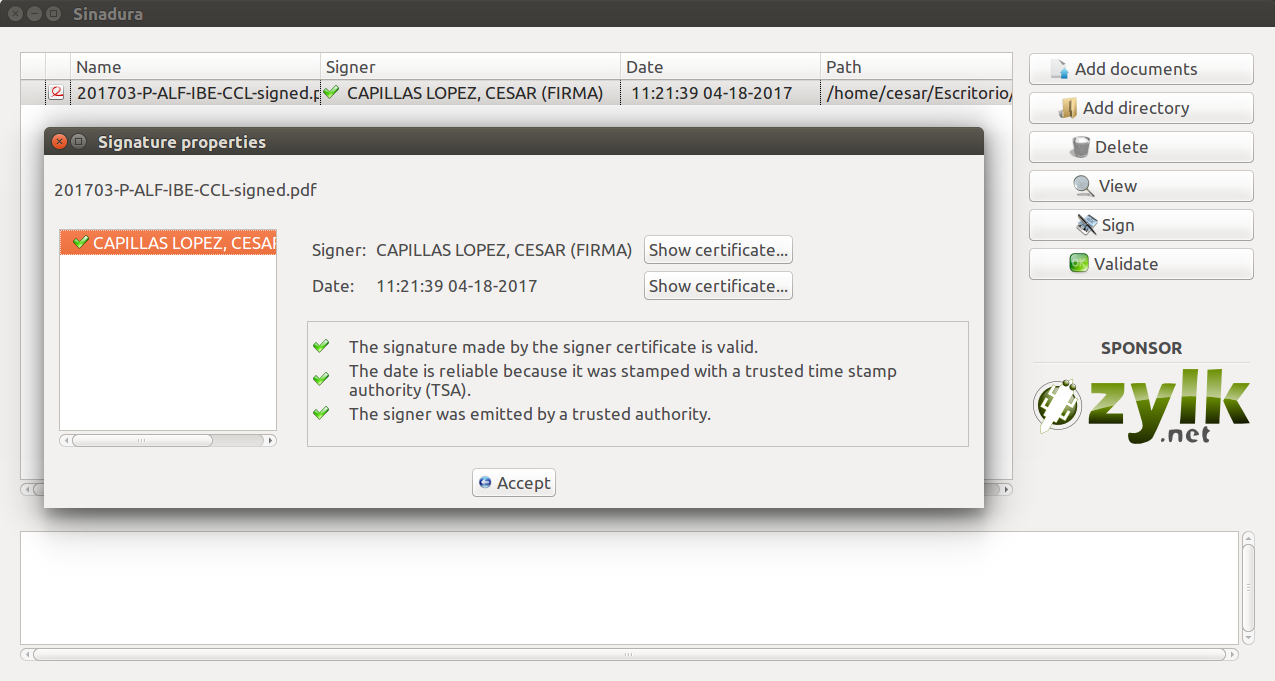 Sinadura
Name Signer Date Path
201703-P-ALF-IBE-CCL-signed.p CAPILLAS LOPEZ, CESAR (FIRMA) 11:21:39 04-18-2017 /home/cesar/Escritorio/
Add documents
Add directory
Delete
View
Sign
OK Validate
SPONSOR
zylk
.net
Signature properties
201703-P-ALF-IBE-CCL-signed.pdf
CAPILLAS LOPEZ, CESAR
Signer: CAPILLAS LOPEZ, CESAR (FIRMA) Show certificate...
Date: 11:21:39 04-18-2017 Show certificate...
The signature made by the signer certificate is valid.
The date is reliable because it was stamped with a trusted time stamp
authority (TSA).
The signer was emitted by a trusted authority.
Accept